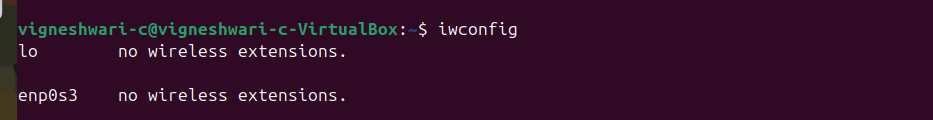 vigneshwari-c@vigneshwari-c-VirtualBox:~$ iwconfig
lo        no wireless extensions.
enp0s3    no wireless extensions.